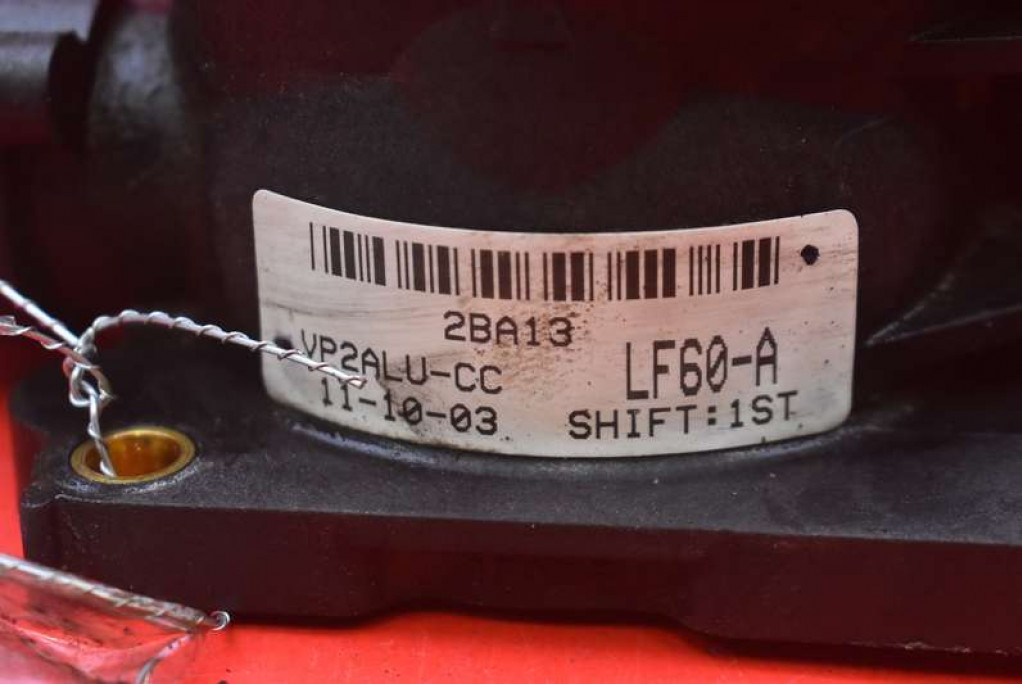 2BA13
VP2ALU-CC
11-10-03
LF60-A
SHIFT:1ST